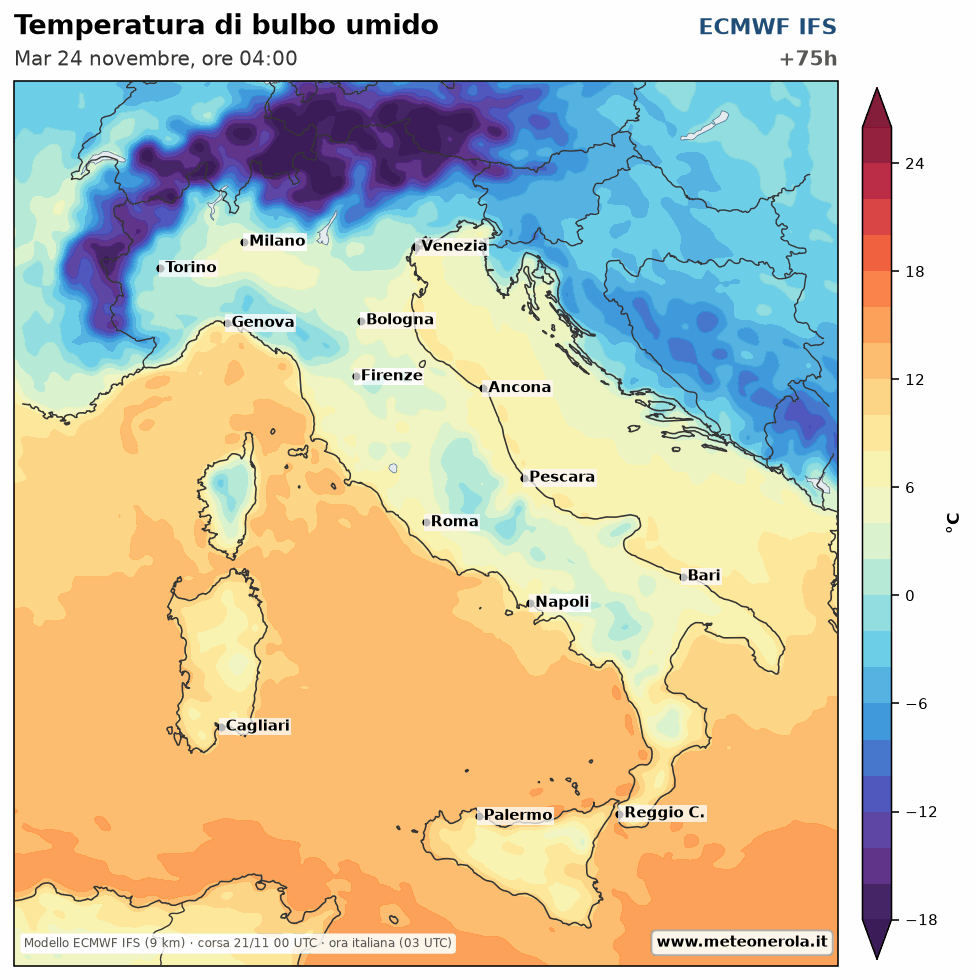 Temperatura di bulbo umido
ECMWF IFS
Mar 24 novembre, ore 04:00
+75h
Milano
Venezia
Torino
Genova
Bologna
Firenze
Ancona
Pescara
Roma
Bari
Napoli
Cagliari
Palermo
Reggio C.
24
18
12
6
0
−6
−12
−18
°C
Modello ECMWF IFS (9 km) · corsa 21/11 00 UTC · ora italiana (03 UTC)
www.meteonerola.it